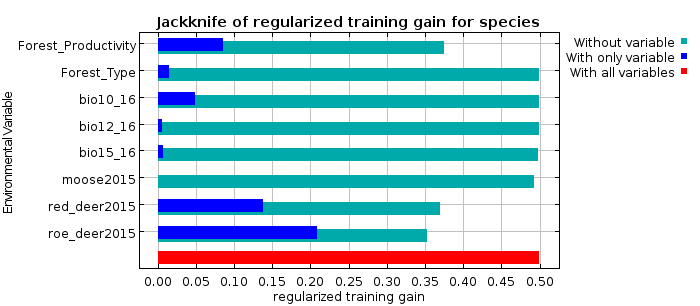 Jackknife of regularized training gain for species
Without variable
With only variable
With all variables
Environmental Variable
Forest_Productivity
Forest_Type
bio10_16
bio12_16
bio15_16
moose2015
red_deer2015
roe_deer2015
0.00 0.05 0.10 0.15 0.20 0.25 0.30 0.35 0.40 0.45 0.50
regularized training gain